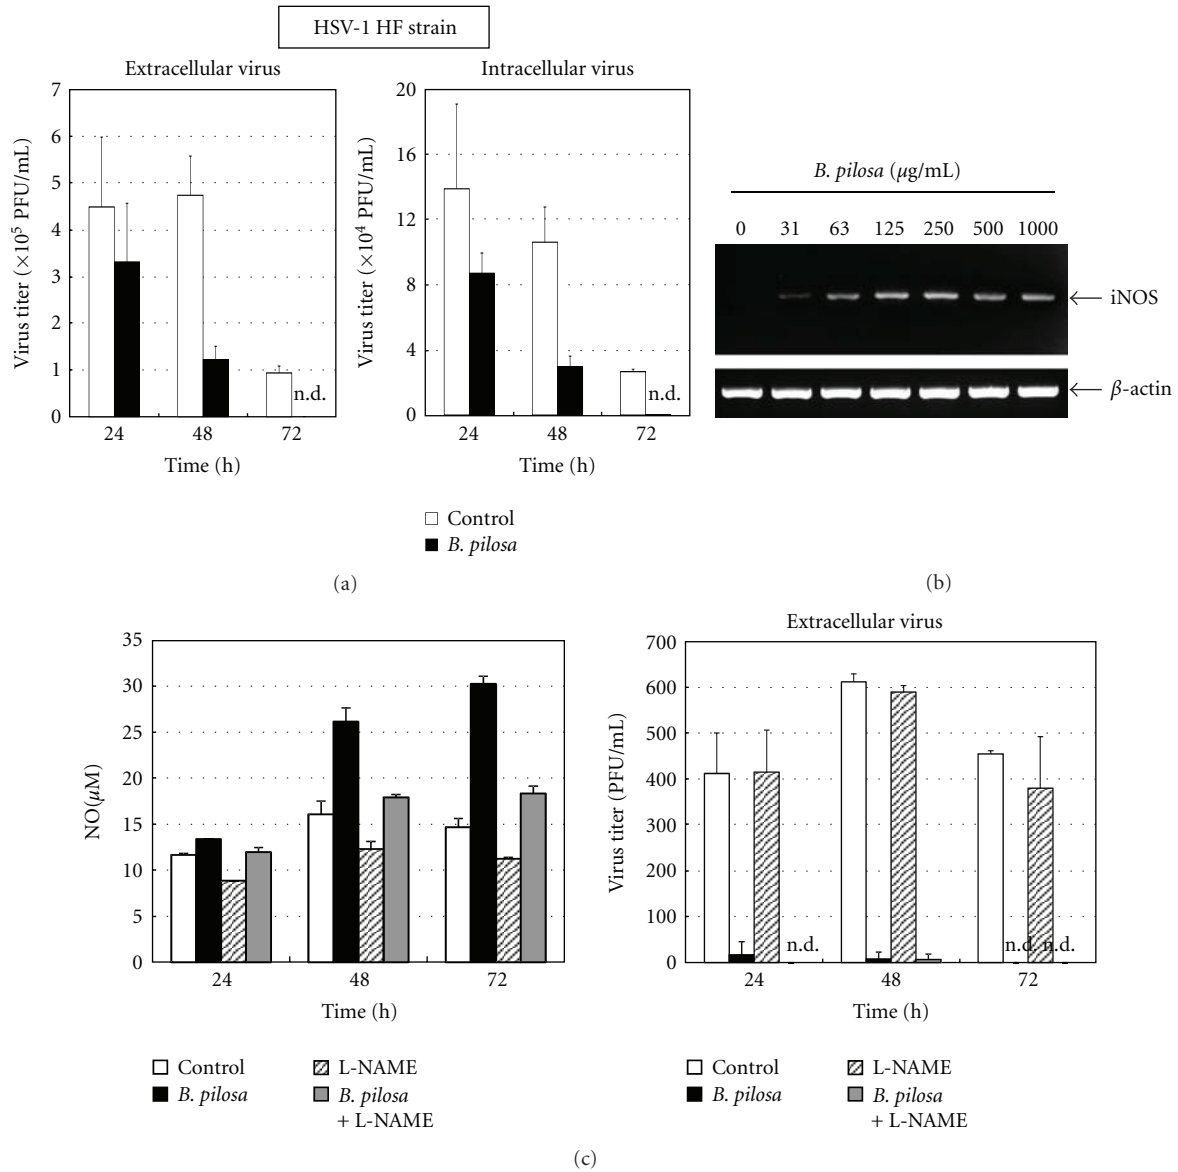 HSV-1 HF strain
Extracellular virus
Virus titer (×10⁵ PFU/mL)
7
6
5
4
3
2
1
0
n.d.
24 48 72
Time (h)
Intracellular virus
Virus titer (×10⁴ PFU/mL)
20
16
12
8
4
0
n.d.
24 48 72
Time (h)
Control
B. pilosa
(a)
B. pilosa (μg/mL)
0 31 63 125 250 500 1000
iNOS
β-actin
(b)
NO(μM)
35
30
25
20
15
10
5
0
24 48 72
Time (h)
Control
B. pilosa
L-NAME
B. pilosa
+ L-NAME
Extracellular virus
Virus titer (PFU/mL)
700
600
500
400
300
200
100
0
n.d.
n.d. n.d.
24 48 72
Time (h)
Control
B. pilosa
L-NAME
B. pilosa
+ L-NAME
(c)